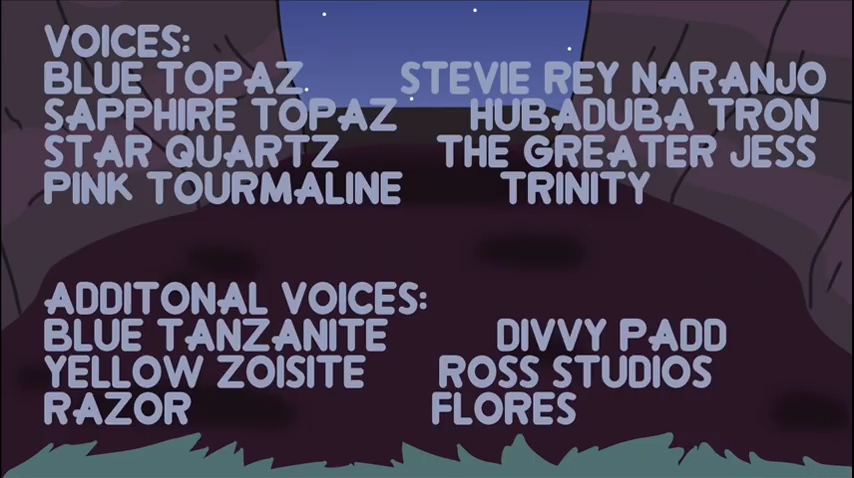 VOICES:
BLUE TOPAZ STEVIE REY NARANJO
SAPPHIRE TOPAZ HUBADUBA TRON
STAR QUARTZ THE GREATER JESS
PINK TOURMALINE TRINITY
ADDITONAL VOICES:
BLUE TANZANITE DIVVY PADD
YELLOW ZOISITE ROSS STUDIOS
RAZOR FLORES